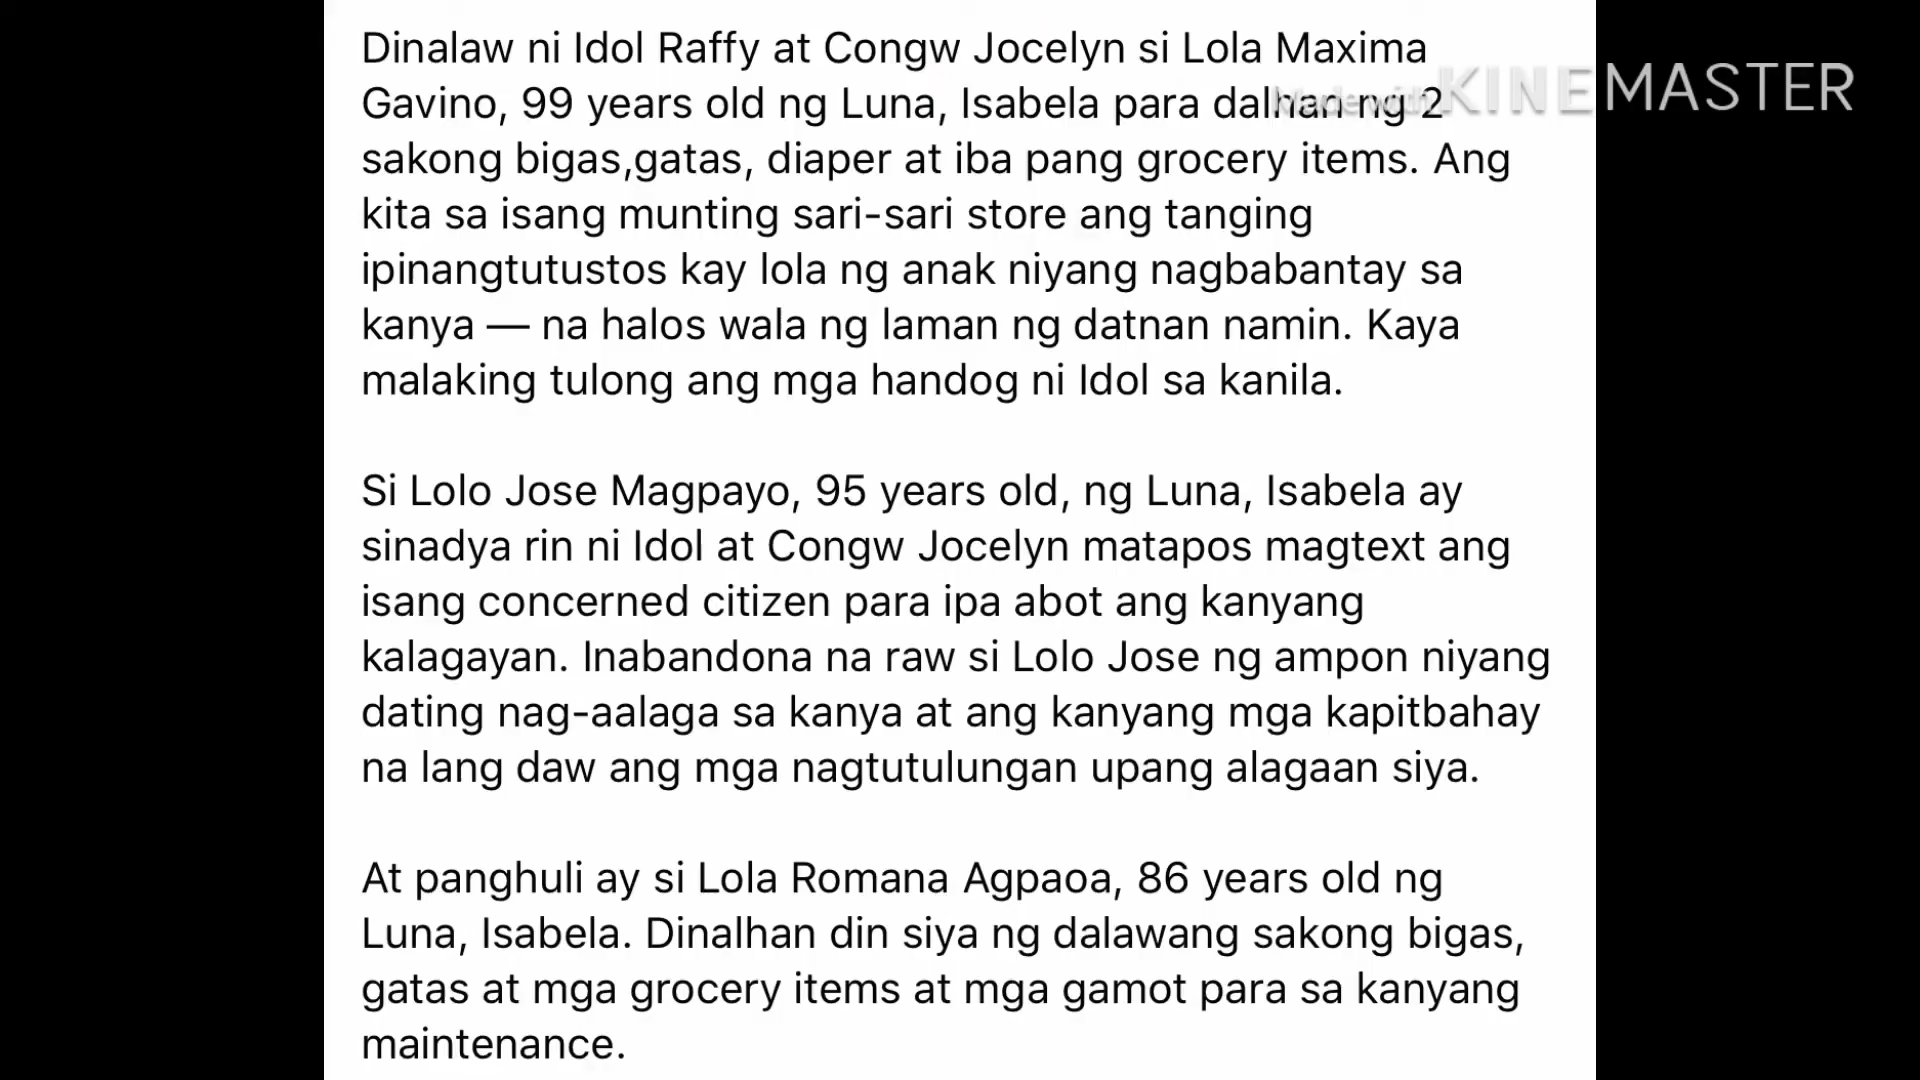 Dinalaw ni Idol Raffy at Congw Jocelyn si Lola Maxima
Gavino, 99 years old ng Luna, Isabela para dalhan ng 2
Made with KINEMASTER
sakong bigas,gatas, diaper at iba pang grocery items. Ang
kita sa isang munting sari-sari store ang tanging
ipinangtutustos kay lola ng anak niyang nagbabantay sa
kanya — na halos wala ng laman ng datnan namin. Kaya
malaking tulong ang mga handog ni Idol sa kanila.
Si Lolo Jose Magpayo, 95 years old, ng Luna, Isabela ay
sinadya rin ni Idol at Congw Jocelyn matapos magtext ang
isang concerned citizen para ipa abot ang kanyang
kalagayan. Inabandona na raw si Lolo Jose ng ampon niyang
dating nag-aalaga sa kanya at ang kanyang mga kapitbahay
na lang daw ang mga nagtutulungan upang alagaan siya.
At panghuli ay si Lola Romana Agpaoa, 86 years old ng
Luna, Isabela. Dinalhan din siya ng dalawang sakong bigas,
gatas at mga grocery items at mga gamot para sa kanyang
maintenance.